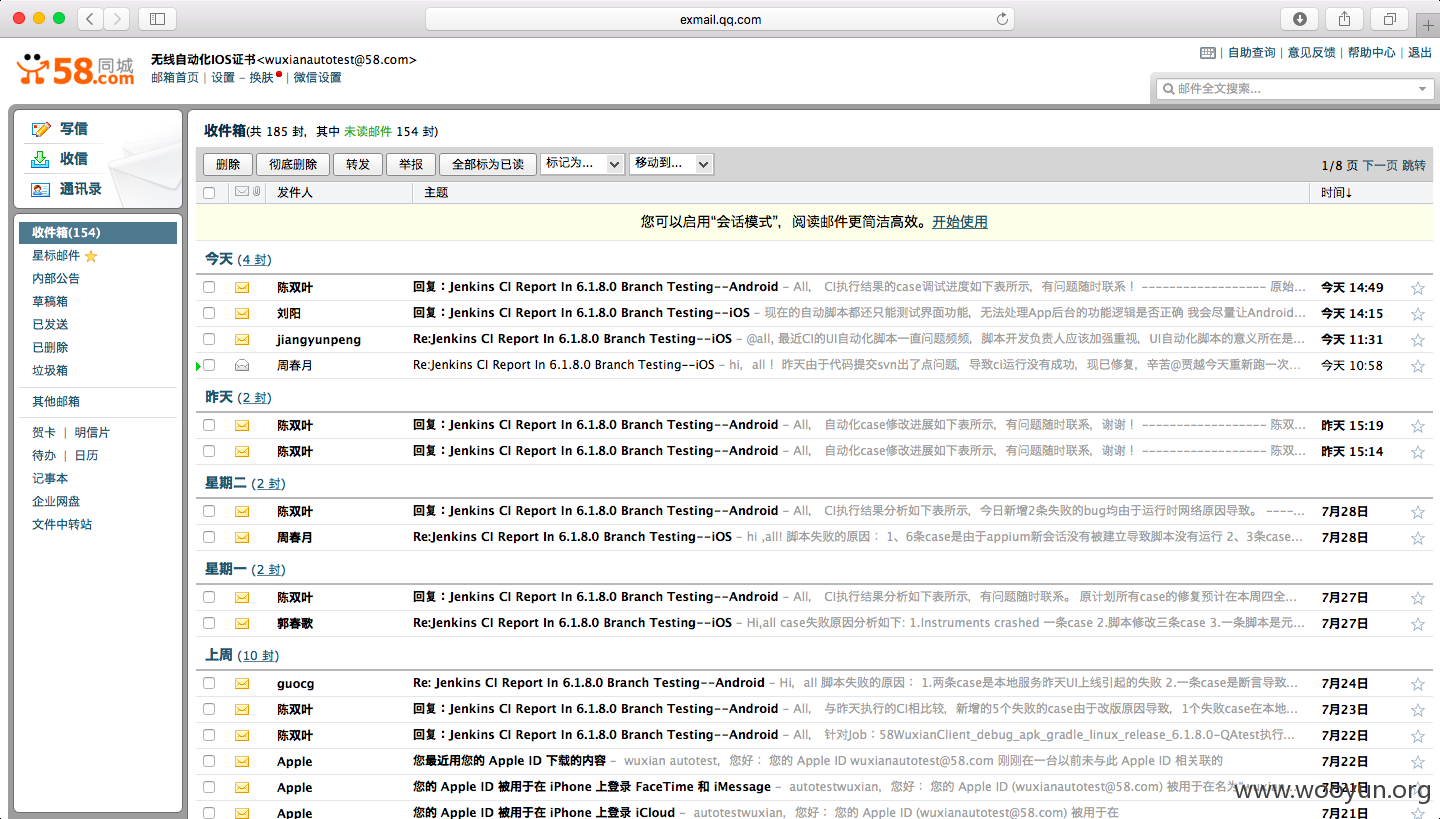 exmail.qq.com
58同城
58.com
无线自动化IOS证书<wuxianautotest@58.com>
邮箱首页 | 设置 - 换肤 | 微信设置
自助查询 | 意见反馈 | 帮助中心 | 退出
邮件全文搜索...
写信
收信
通讯录
收件箱(154)
星标邮件
内部公告
草稿箱
已发送
已删除
垃圾箱
其他邮箱
贺卡 | 明信片
待办 | 日历
记事本
企业网盘
文件中转站
收件箱(共 185 封, 其中 未读邮件 154 封)
删除 彻底删除 转发 举报 全部标为已读 标记为... 移动到... 1/8 页 下一页 跳转
发件人 主题 时间↓
您可以启用“会话模式”, 阅读邮件更简洁高效。开始使用
今天 (4 封)
陈双叶 回复：Jenkins CI Report In 6.1.8.0 Branch Testing--Android - All, CI执行结果的case调试进度如下表所示, 有问题随时联系！ ------------------ 原始... 今天 14:49
刘阳 回复：Jenkins CI Report In 6.1.8.0 Branch Testing--iOS - 现在的自动脚本都还只能测试界面功能, 无法处理App后台的功能逻辑是否正确 我会尽量让Android... 今天 14:15
jiangyunpeng Re:Jenkins CI Report In 6.1.8.0 Branch Testing--iOS - @all, 最近CI的UI自动化脚本一直问题频频, 脚本开发负责人应该加强重视, UI自动化脚本的意义所在是... 今天 11:31
周春月 Re:Jenkins CI Report In 6.1.8.0 Branch Testing--iOS - hi, all！ 昨天由于代码提交svn出了点问题, 导致ci运行没有成功, 现已修复, 辛苦@贾越今天重新跑一次... 今天 10:58
昨天 (2 封)
陈双叶 回复：Jenkins CI Report In 6.1.8.0 Branch Testing--Android - All, 自动化case修改进展如下表所示, 有问题随时联系, 谢谢！ ------------------ 陈双... 昨天 15:19
陈双叶 回复：Jenkins CI Report In 6.1.8.0 Branch Testing--Android - All, 自动化case修改进展如下表所示, 有问题随时联系, 谢谢！ ------------------ 陈双... 昨天 15:14
星期二 (2 封)
陈双叶 回复：Jenkins CI Report In 6.1.8.0 Branch Testing--Android - All, CI执行结果分析如下表所示, 今日新增2条失败的bug均由于运行时网络原因导致。 ----... 7月28日
周春月 Re:Jenkins CI Report In 6.1.8.0 Branch Testing--iOS - hi ,all! 脚本失败的原因： 1、6条case是由于appium新会话没有被建立导致脚本没有运行 2、3条case... 7月28日
星期一 (2 封)
陈双叶 回复：Jenkins CI Report In 6.1.8.0 Branch Testing--Android - All, CI执行结果分析如下表所示, 有问题随时联系。 原计划所有case的修复预计在本周四全... 7月27日
郭春歌 Re:Jenkins CI Report In 6.1.8.0 Branch Testing--iOS - Hi,all case失败原因分析如下: 1.Instruments crashed 一条case 2.脚本修改三条case 3.一条脚本是元... 7月27日
上周 (10 封)
guocg Re: Jenkins CI Report In 6.1.8.0 Branch Testing--Android - Hi, all 脚本失败的原因： 1.两条case是本地服务昨天UI上线引起的失败 2.一条case是断言导致... 7月24日
陈双叶 回复：Jenkins CI Report In 6.1.8.0 Branch Testing--Android - All, 与昨天执行的CI相比较, 新增的5个失败的case由于改版原因导致, 1个失败case在本地... 7月23日
陈双叶 回复：Jenkins CI Report In 6.1.8.0 Branch Testing--Android - All, 针对Job：58WuxianClient_debug_apk_gradle_linux_release_6.1.8.0-QAtest执行... 7月22日
Apple 您最近用您的 Apple ID 下载的内容 - wuxian autotest, 您好： 您的 Apple ID wuxianautotest@58.com 刚刚在一台以前未与此 Apple ID 相关联的 7月22日
Apple 您的 Apple ID 被用于在 iPhone 上登录 FaceTime 和 iMessage - autotestwuxian, 您好： 您的 Apple ID (wuxianautotest@58.com) 被用于在名为“wuxian... 7月21日
Apple 您的 Apple ID 被用于在 iPhone 上登录 iCloud - autotestwuxian, 您好： 您的 Apple ID (wuxianautotest@58.com) 被用于在 7月21日
www.wooyun.org